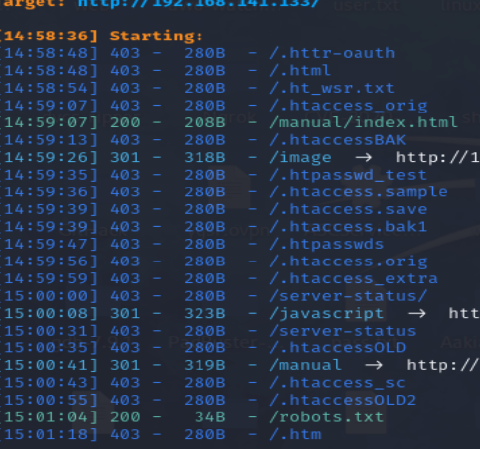 arget: http://192.168.141.133/
[14:58:36] Starting:
[14:58:48] 403 - 280B - /.httr-oauth
[14:58:48] 403 - 280B - /.html
[14:58:54] 403 - 280B - /.ht_wsr.txt
[14:59:07] 403 - 280B - /.htaccess_orig
[14:59:07] 200 - 208B - /manual/index.html
[14:59:13] 403 - 280B - /.htaccessBAK
[14:59:26] 301 - 318B - /image → http://1
[14:59:35] 403 - 280B - /.htpasswd_test
[14:59:36] 403 - 280B - /.htaccess.sample
[14:59:39] 403 - 280B - /.htaccess.save
[14:59:39] 403 - 280B - /.htaccess.bak1
[14:59:47] 403 - 280B - /.htpasswds
[14:59:56] 403 - 280B - /.htaccess.orig
[14:59:59] 403 - 280B - /.htaccess_extra
[15:00:00] 403 - 280B - /server-status/
[15:00:08] 301 - 323B - /javascript → htt
[15:00:31] 403 - 280B - /server-status
[15:00:35] 403 - 280B - /.htaccessOLD
[15:00:41] 301 - 319B - /manual → http://
[15:00:43] 403 - 280B - /.htaccess_sc
[15:00:55] 403 - 280B - /.htaccessOLD2
[15:01:04] 200 - 34B - /robots.txt
[15:01:18] 403 - 280B - /.htm